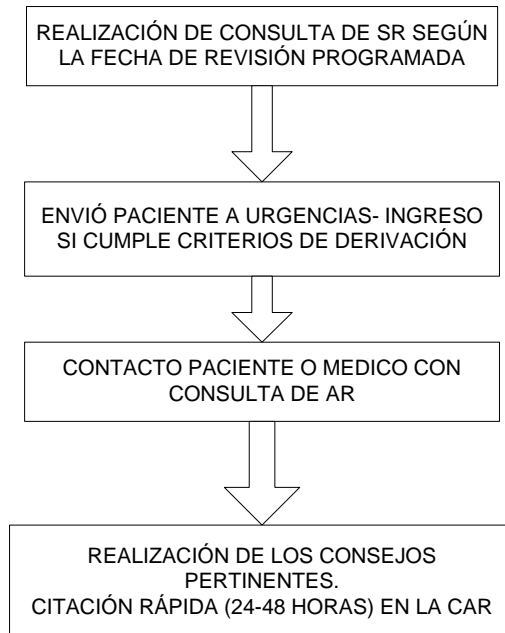 REALIZACIÓN DE CONSULTA DE SR SEGÚN
LA FECHA DE REVISIÓN PROGRAMADA
ENVIÓ PACIENTE A URGENCIAS- INGRESO
SI CUMPLE CRITERIOS DE DERIVACIÓN
CONTACTO PACIENTE O MEDICO CON
CONSULTA DE AR
REALIZACIÓN DE LOS CONSEJOS
PERTINENTES.
CITACIÓN RÁPIDA (24-48 HORAS) EN LA CAR